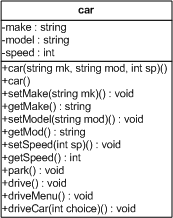 car
-make : string
-model : string
-speed : int
+car(string mk, string mod, int sp)()
+car()
+setMake(string mk)() : void
+getMake() : string
+setModel(string mod)() : void
+getMod() : string
+setSpeed(int sp)() : void
+getSpeed() : int
+park() : void
+drive() : void
+driveMenu() : void
+driveCar(int choice)() : void